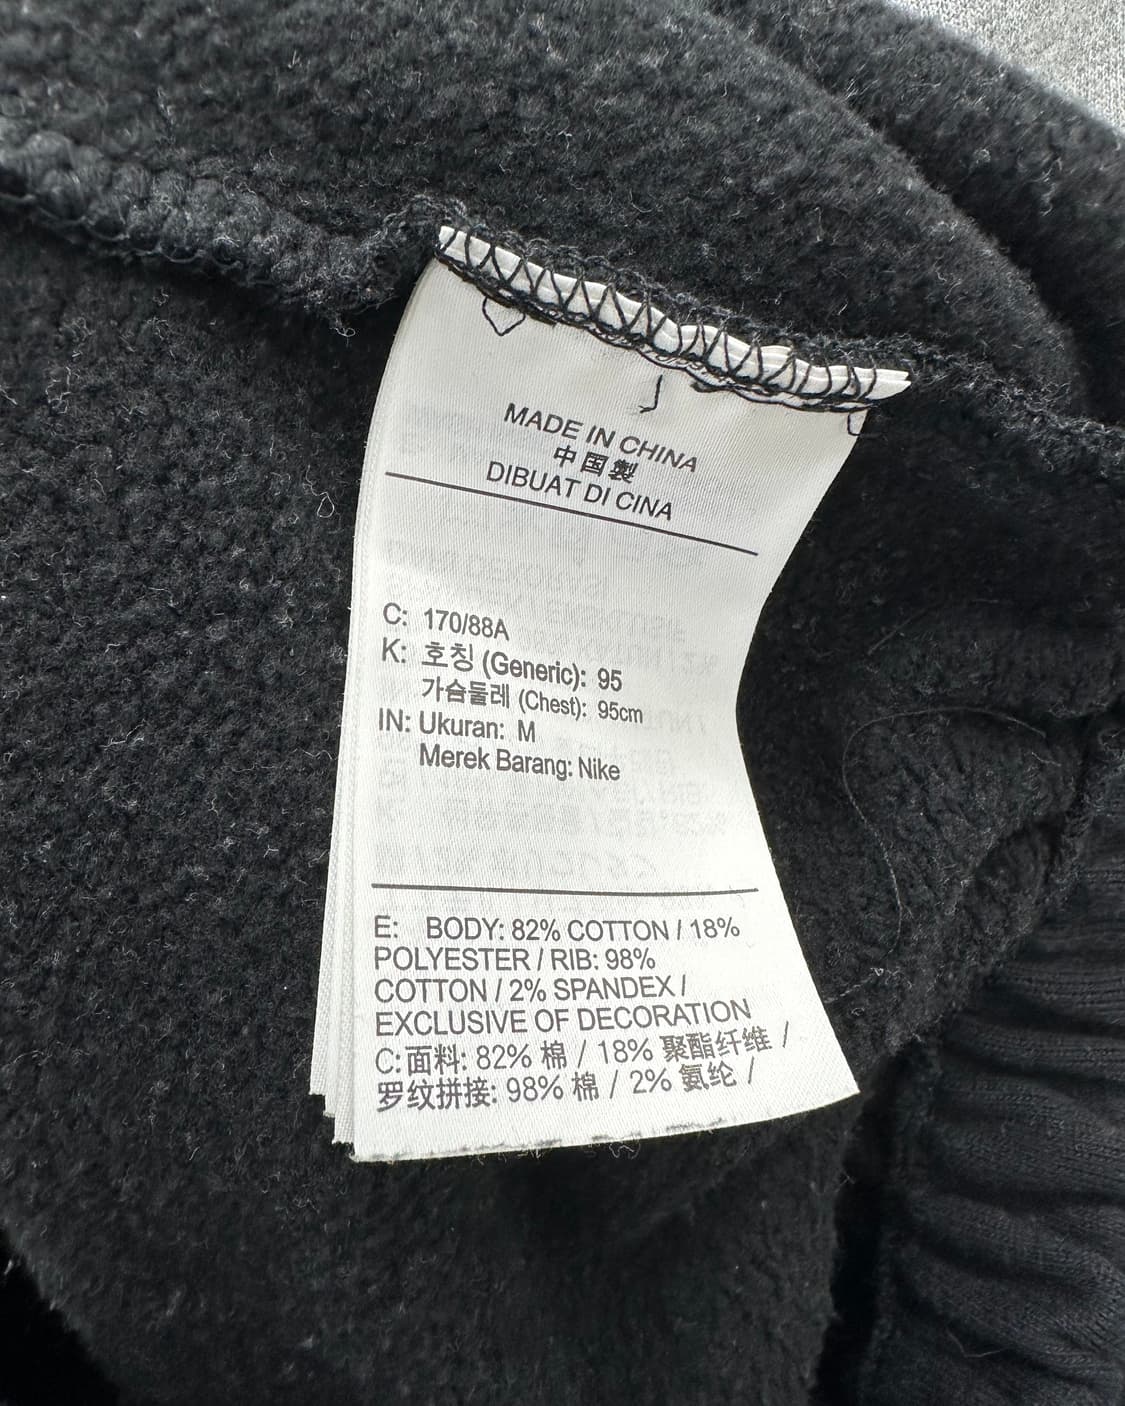 MADE IN CHINA
中国製
DIBUAT DI CINA
C: 170/88A
K: 호칭 (Generic): 95
가슴둘레 (Chest): 95cm
IN: Ukuran: M
Merek Barang: Nike
E: BODY: 82% COTTON / 18%
POLYESTER / RIB: 98%
COTTON / 2% SPANDEX /
EXCLUSIVE OF DECORATION
C: 面料: 82% 棉 / 18% 聚酯纤维 /
罗纹拼接: 98% 棉 / 2% 氨纶 /